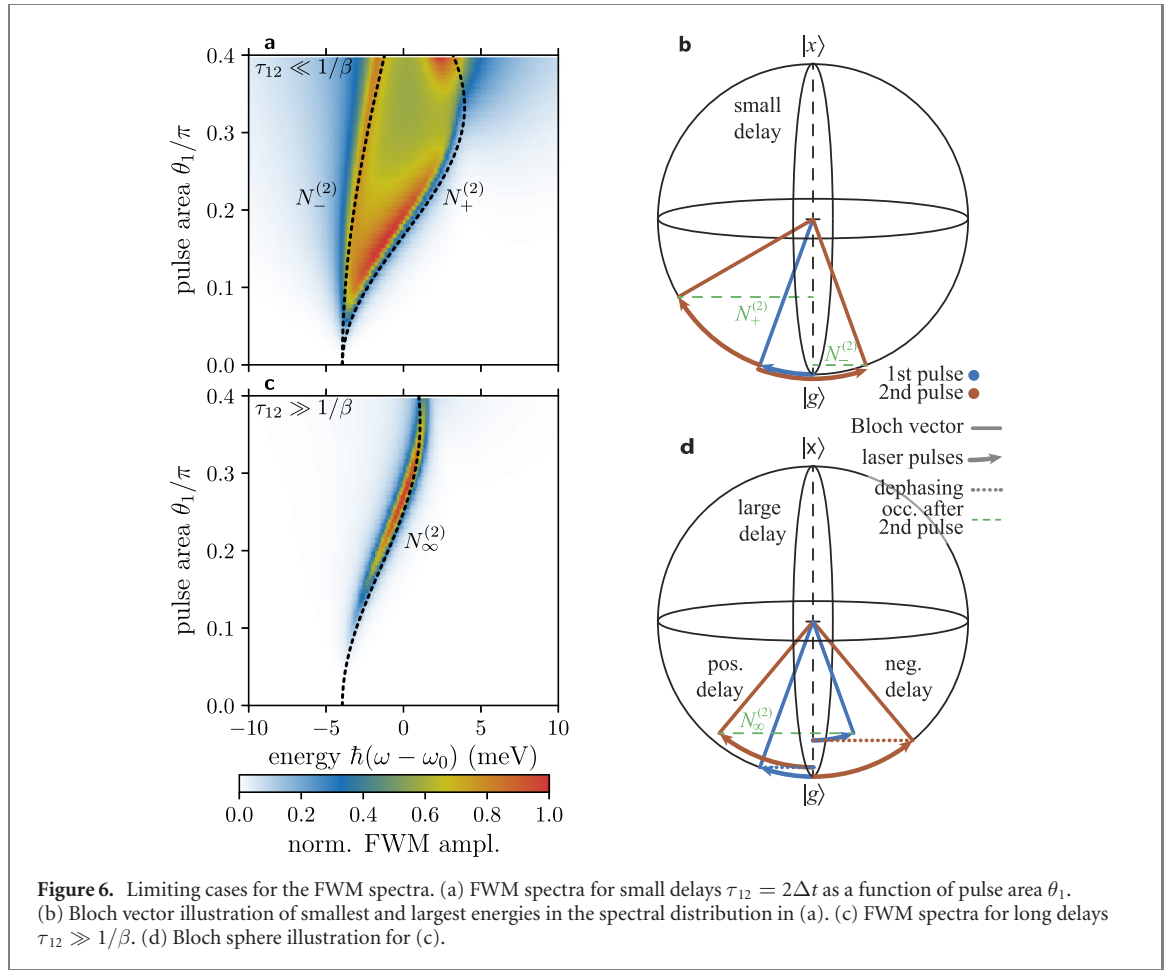 a
τ₁₂ ≪ 1/β
0.4
0.3
0.2
0.1
0.0
pulse area θ₁/π
N₋⁽²⁾
N₊⁽²⁾
c
τ₁₂ ≫ 1/β
0.4
0.3
0.2
0.1
0.0
pulse area θ₁/π
N∞⁽²⁾
−10 −5 0 5 10
energy ℏ(ω − ω₀) (meV)
0.0 0.2 0.4 0.6 0.8 1.0
norm. FWM ampl.
b
|x⟩
small
delay
N₊⁽²⁾
N₋⁽²⁾
|g⟩
1st pulse
2nd pulse
Bloch vector
laser pulses
dephasing
occ. after
2nd pulse
d
|x⟩
large
delay
pos.
delay
neg.
delay
N∞⁽²⁾
|g⟩
Figure 6. Limiting cases for the FWM spectra. (a) FWM spectra for small delays τ₁₂ = 2Δt as a function of pulse area θ₁.
(b) Bloch vector illustration of smallest and largest energies in the spectral distribution in (a). (c) FWM spectra for long delays
τ₁₂ ≫ 1/β. (d) Bloch sphere illustration for (c).